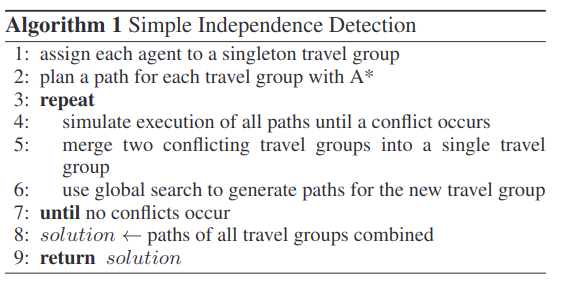 Algorithm 1 Simple Independence Detection
1: assign each agent to a singleton travel group
2: plan a path for each travel group with A*
3: repeat
4: simulate execution of all paths until a conflict occurs
5: merge two conflicting travel groups into a single travel
group
6: use global search to generate paths for the new travel group
7: until no conflicts occur
8: solution ← paths of all travel groups combined
9: return solution